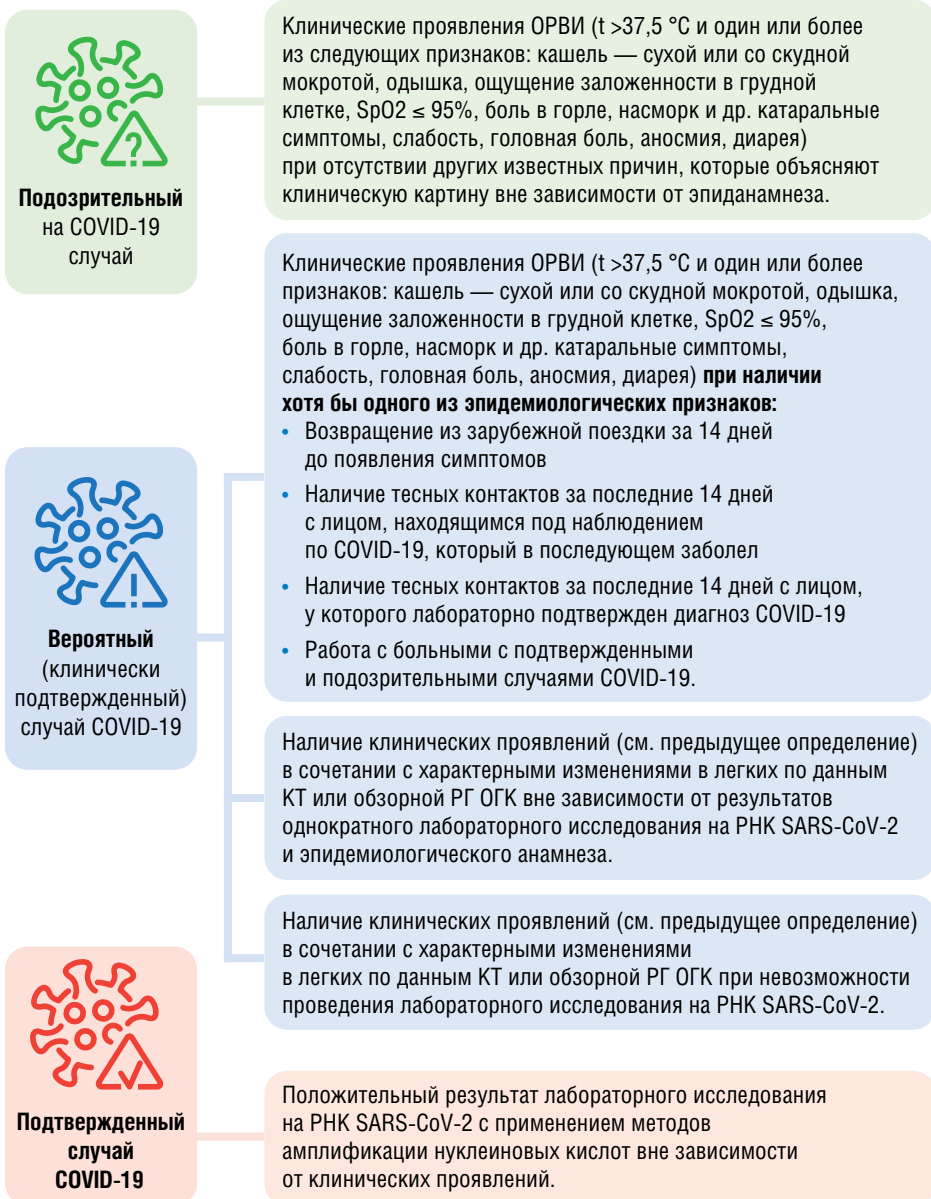 Подозрительный
на COVID-19
случай
Клинические проявления ОРВИ (t >37,5 °C и один или более
из следующих признаков: кашель — сухой или со скудной
мокротой, одышка, ощущение заложенности в грудной
клетке, SpO2 ≤ 95%, боль в горле, насморк и др. катаральные
симптомы, слабость, головная боль, аносмия, диарея)
при отсутствии других известных причин, которые объясняют
клиническую картину вне зависимости от эпиданамнеза.
Вероятный
(клинически
подтвержденный)
случай COVID-19
Клинические проявления ОРВИ (t >37,5 °C и один или более
признаков: кашель — сухой или со скудной мокротой, одышка,
ощущение заложенности в грудной клетке, SpO2 ≤ 95%,
боль в горле, насморк и др. катаральные симптомы,
слабость, головная боль, аносмия, диарея) при наличии
хотя бы одного из эпидемиологических признаков:
• Возвращение из зарубежной поездки за 14 дней
до появления симптомов
• Наличие тесных контактов за последние 14 дней
с лицом, находящимся под наблюдением
по COVID-19, который в последующем заболел
• Наличие тесных контактов за последние 14 дней с лицом,
у которого лабораторно подтвержден диагноз COVID-19
• Работа с больными с подтвержденными
и подозрительными случаями COVID-19.
Наличие клинических проявлений (см. предыдущее определение)
в сочетании с характерными изменениями в легких по данным
КТ или обзорной РГ ОГК вне зависимости от результатов
однократного лабораторного исследования на РНК SARS-CoV-2
и эпидемиологического анамнеза.
Наличие клинических проявлений (см. предыдущее определение)
в сочетании с характерными изменениями
в легких по данным КТ или обзорной РГ ОГК при невозможности
проведения лабораторного исследования на РНК SARS-CoV-2.
Подтвержденный
случай
COVID-19
Положительный результат лабораторного исследования
на РНК SARS-CoV-2 с применением методов
амплификации нуклеиновых кислот вне зависимости
от клинических проявлений.